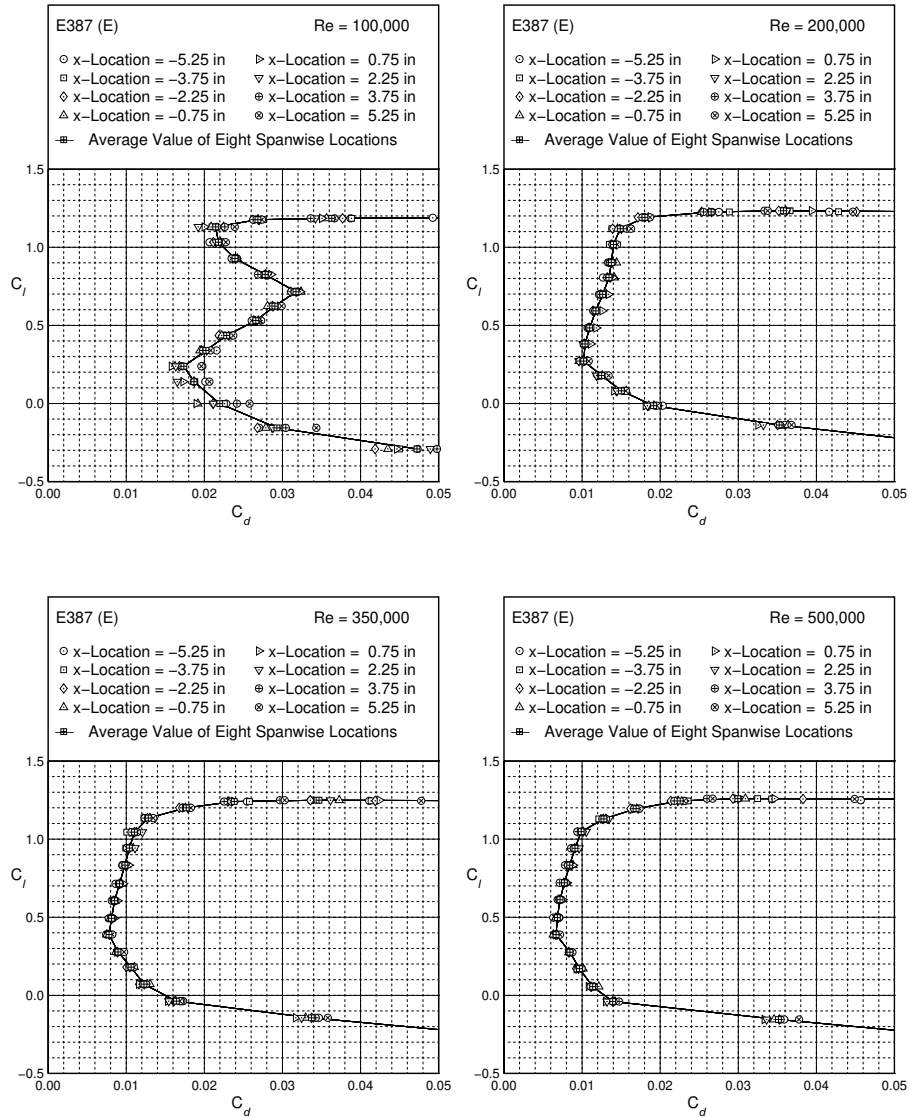 E387 (E) Re = 100,000
x−Location = −5.25 in x−Location = 0.75 in
x−Location = −3.75 in x−Location = 2.25 in
x−Location = −2.25 in x−Location = 3.75 in
x−Location = −0.75 in x−Location = 5.25 in
Average Value of Eight Spanwise Locations
1.5
1.0
C_l
0.5
0.0
−0.5
0.00 0.01 0.02 0.03 0.04 0.05
C_d
E387 (E) Re = 200,000
x−Location = −5.25 in x−Location = 0.75 in
x−Location = −3.75 in x−Location = 2.25 in
x−Location = −2.25 in x−Location = 3.75 in
x−Location = −0.75 in x−Location = 5.25 in
Average Value of Eight Spanwise Locations
1.5
1.0
C_l
0.5
0.0
−0.5
0.00 0.01 0.02 0.03 0.04 0.05
C_d
E387 (E) Re = 350,000
x−Location = −5.25 in x−Location = 0.75 in
x−Location = −3.75 in x−Location = 2.25 in
x−Location = −2.25 in x−Location = 3.75 in
x−Location = −0.75 in x−Location = 5.25 in
Average Value of Eight Spanwise Locations
1.5
1.0
C_l
0.5
0.0
−0.5
0.00 0.01 0.02 0.03 0.04 0.05
C_d
E387 (E) Re = 500,000
x−Location = −5.25 in x−Location = 0.75 in
x−Location = −3.75 in x−Location = 2.25 in
x−Location = −2.25 in x−Location = 3.75 in
x−Location = −0.75 in x−Location = 5.25 in
Average Value of Eight Spanwise Locations
1.5
1.0
C_l
0.5
0.0
−0.5
0.00 0.01 0.02 0.03 0.04 0.05
C_d